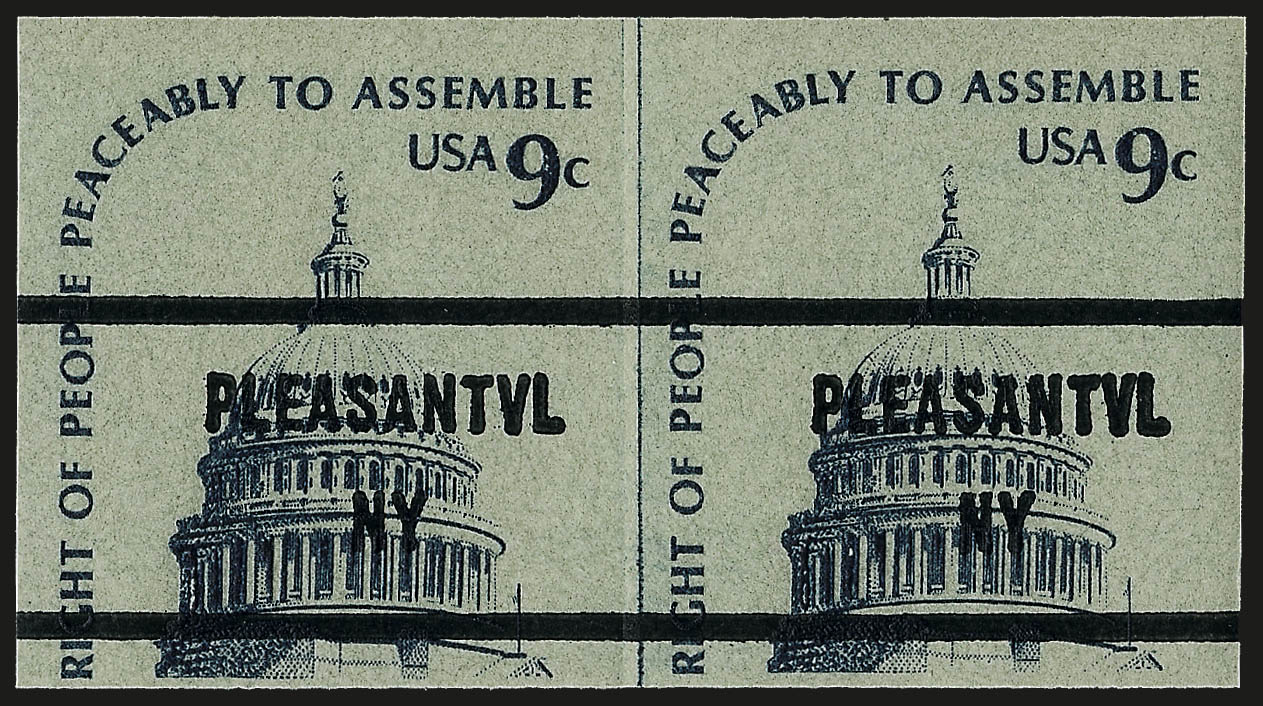 RIGHT OF PEOPLE PEACEABLY TO ASSEMBLE
USA 9c
PLEASANTVL
NY
RIGHT OF PEOPLE PEACEABLY TO ASSEMBLE
USA 9c
PLEASANTVL
NY